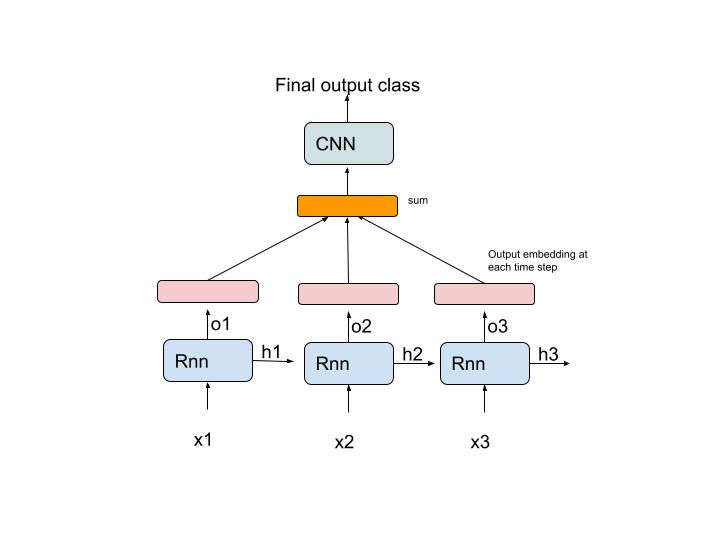 Final output class
CNN
sum
Output embedding at
each time step
o1
o2
o3
Rnn
h1
Rnn
h2
Rnn
h3
x1
x2
x3